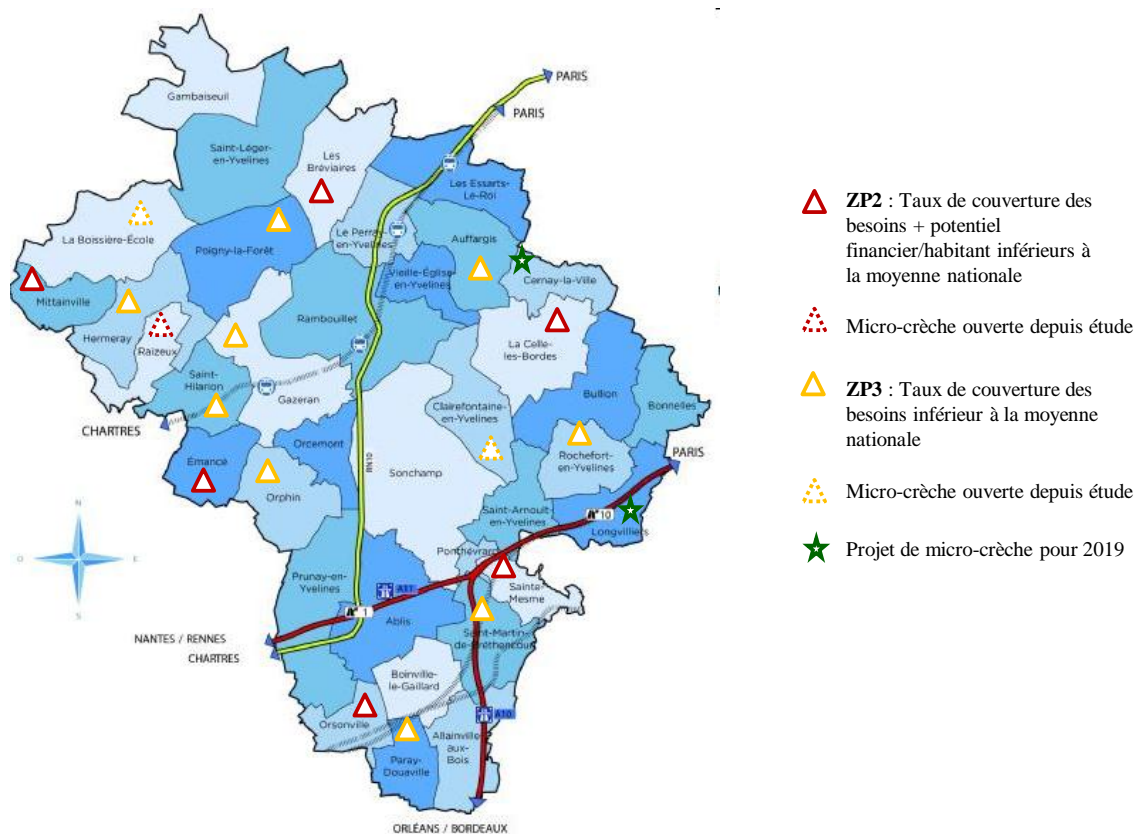 PARIS
PARIS
Gambaiseuil
Saint-Léger-
en-Yvelines
Les
Bréviaires
Les Essarts-
Le-Roi
La Boissière-École
Poigny-la-Forêt
Le Perray-
en-Yvelines
Auffargis
Vieille-Église-
en-Yvelines
Cernay-la-Ville
Mittainville
Hermeray
Raizeux
Rambouillet
La Celle-
les-Bordes
Saint-
Hilarion
Gazeran
Clairefontaine-
en-Yvelines
Bullion
Bonnelles
CHARTRES
Émancé
Orcemont
Orphin
RN10
Sonchamp
Rochefort-
en-Yvelines
PARIS
Saint-Arnoult-
en-Yvelines
10
Longvilliers
N
O
E
S
Ponthévrard
Sainte-
Mesme
Prunay-en-
Yvelines
A11
1
Ablis
Saint-Martin-
de-Bréthencourt
NANTES / RENNES
CHARTRES
Boinville-
le-Gaillard
Orsonville
A10
Allainville
aux-
Bois
Paray-
Douaville
ORLÉANS / BORDEAUX
ZP2 : Taux de couverture des
besoins + potentiel
financier/habitant inférieurs à
la moyenne nationale
Micro-crèche ouverte depuis étude
ZP3 : Taux de couverture des
besoins inférieur à la moyenne
nationale
Micro-crèche ouverte depuis étude
Projet de micro-crèche pour 2019